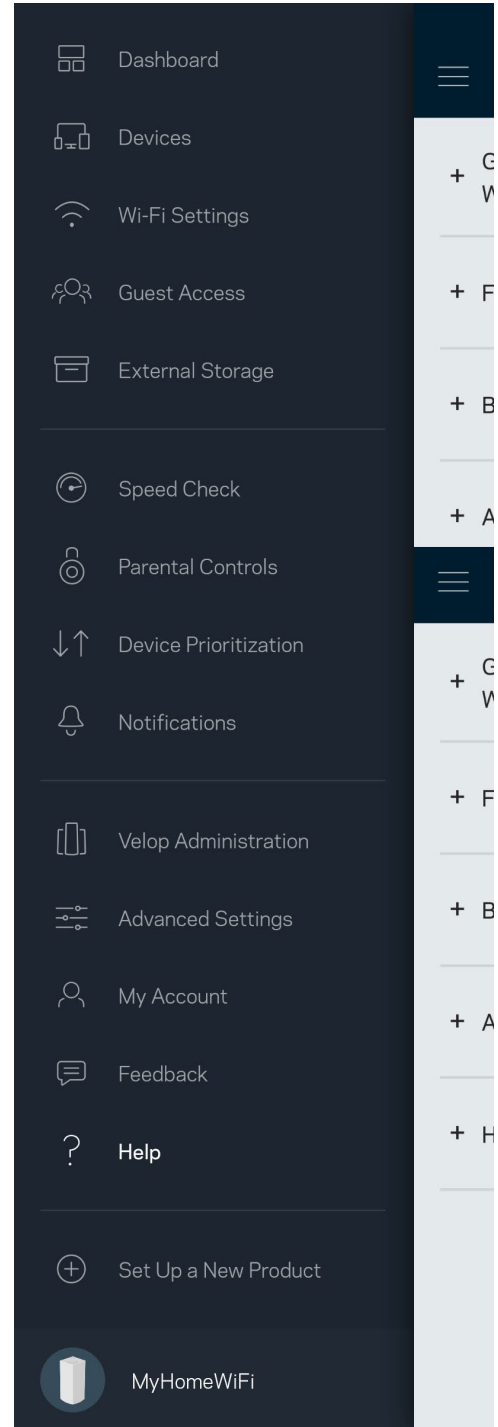 Dashboard
Devices
Wi-Fi Settings
Guest Access
External Storage
Speed Check
Parental Controls
Device Prioritization
Notifications
Velop Administration
Advanced Settings
My Account
Feedback
? Help
Set Up a New Product
MyHomeWiFi
+ G
W
+ F
+ B
+ A
+ G
W
+ F
+ B
+ A
+ H